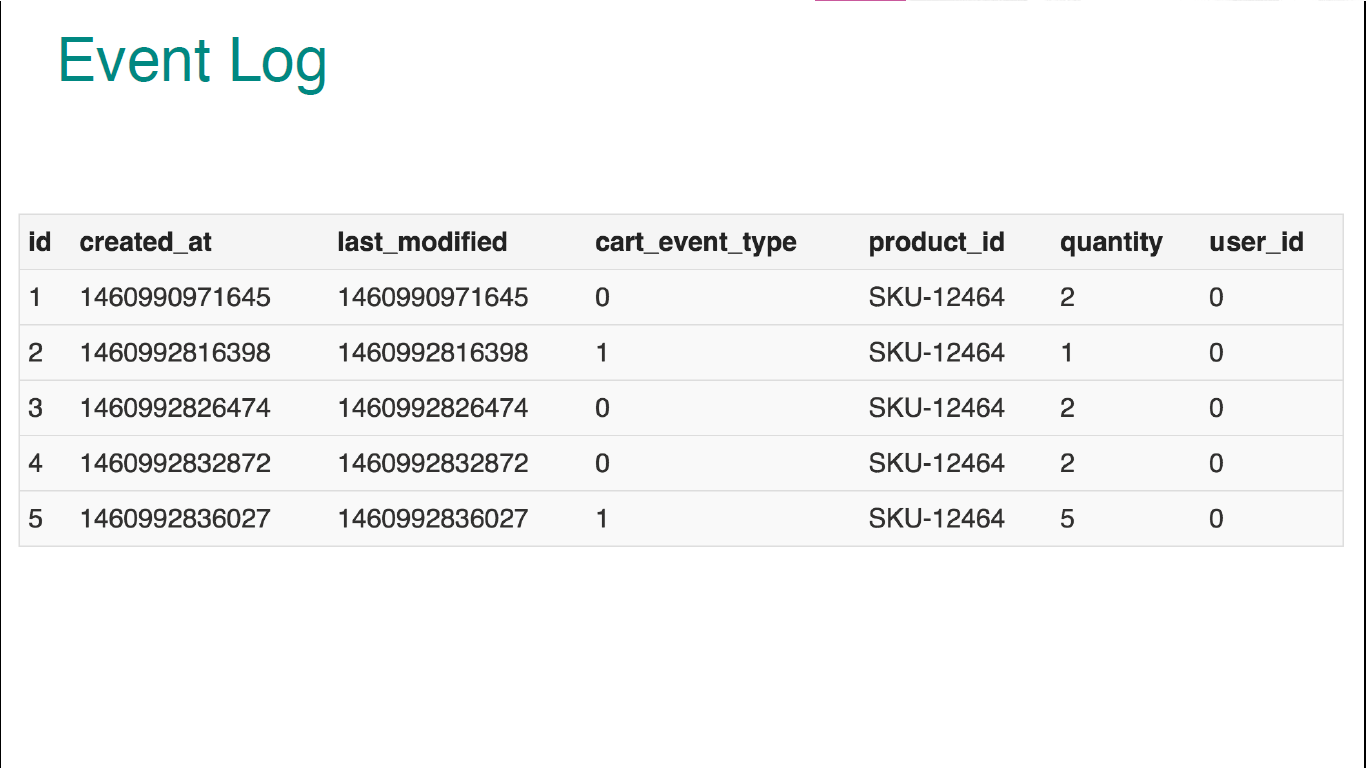 Event Log
id created_at last_modified cart_event_type product_id quantity user_id
1 1460990971645 1460990971645 0 SKU-12464 2 0
2 1460992816398 1460992816398 1 SKU-12464 1 0
3 1460992826474 1460992826474 0 SKU-12464 2 0
4 1460992832872 1460992832872 0 SKU-12464 2 0
5 1460992836027 1460992836027 1 SKU-12464 5 0